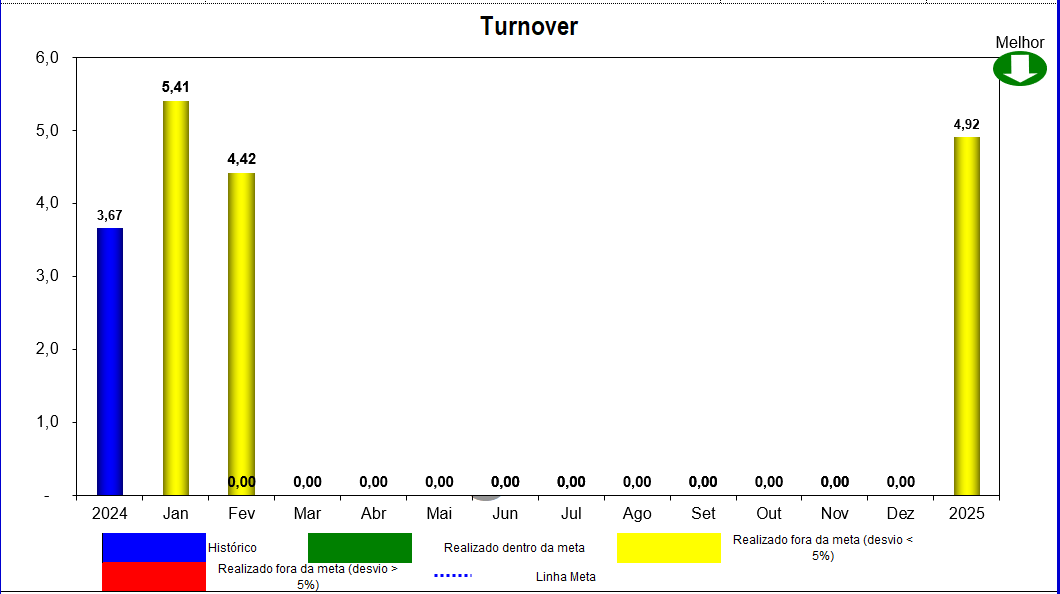 Turnover
Melhor
6,0
5,41
5,0
4,92
4,42
4,0
3,67
3,0
2,0
1,0
0,00 0,00 0,00 0,00 0,00 0,00 0,00 0,00 0,00 0,00 0,00
-
2024 Jan Fev Mar Abr Mai Jun Jul Ago Set Out Nov Dez 2025
Histórico
Realizado dentro da meta
Realizado fora da meta (desvio <
5%)
Realizado fora da meta (desvio >
5%)
Linha Meta